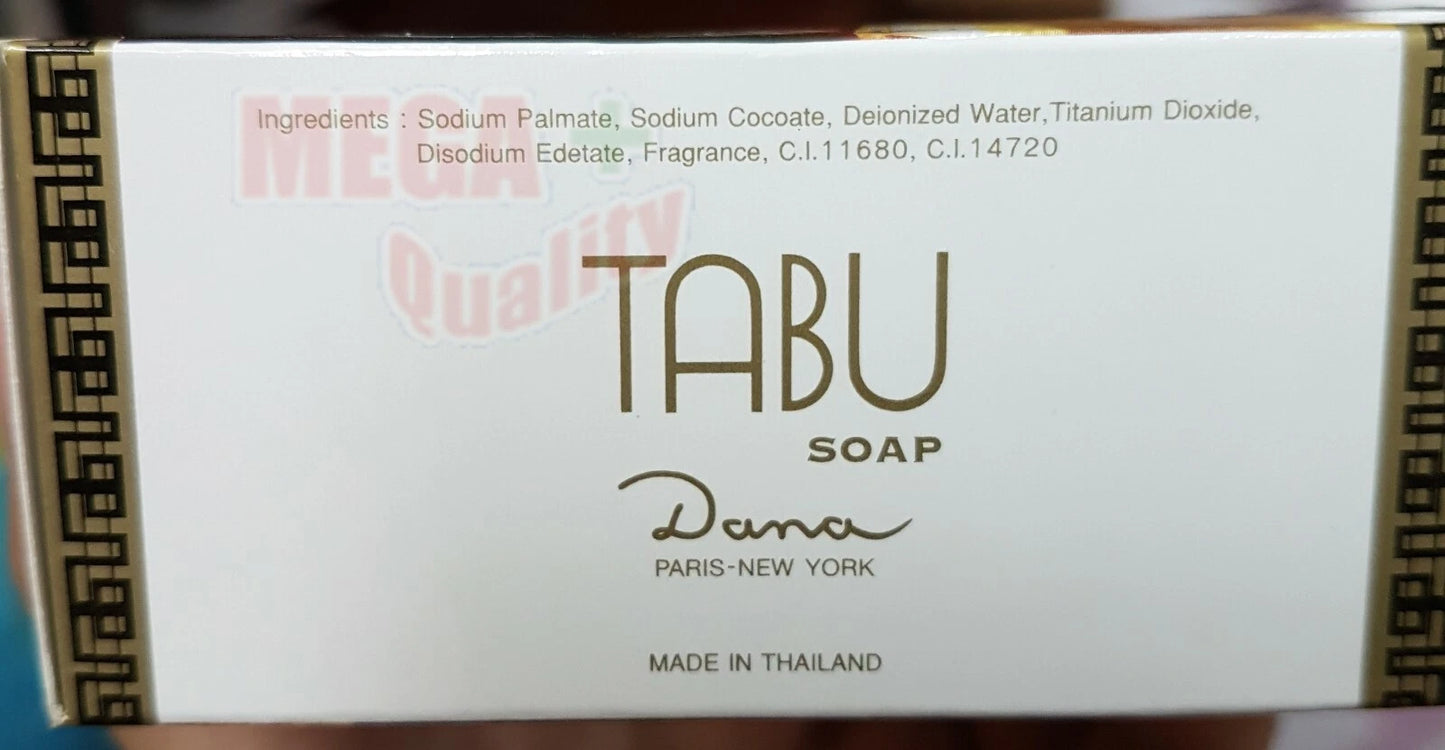 Ingredients : Sodium Palmate, Sodium Cocoate, Deionized Water,Titanium Dioxide,
Disodium Edetate, Fragrance, C.I.11680, C.I.14720
MEGA +
Quality
TABU
SOAP
Dana
PARIS-NEW YORK
MADE IN THAILAND